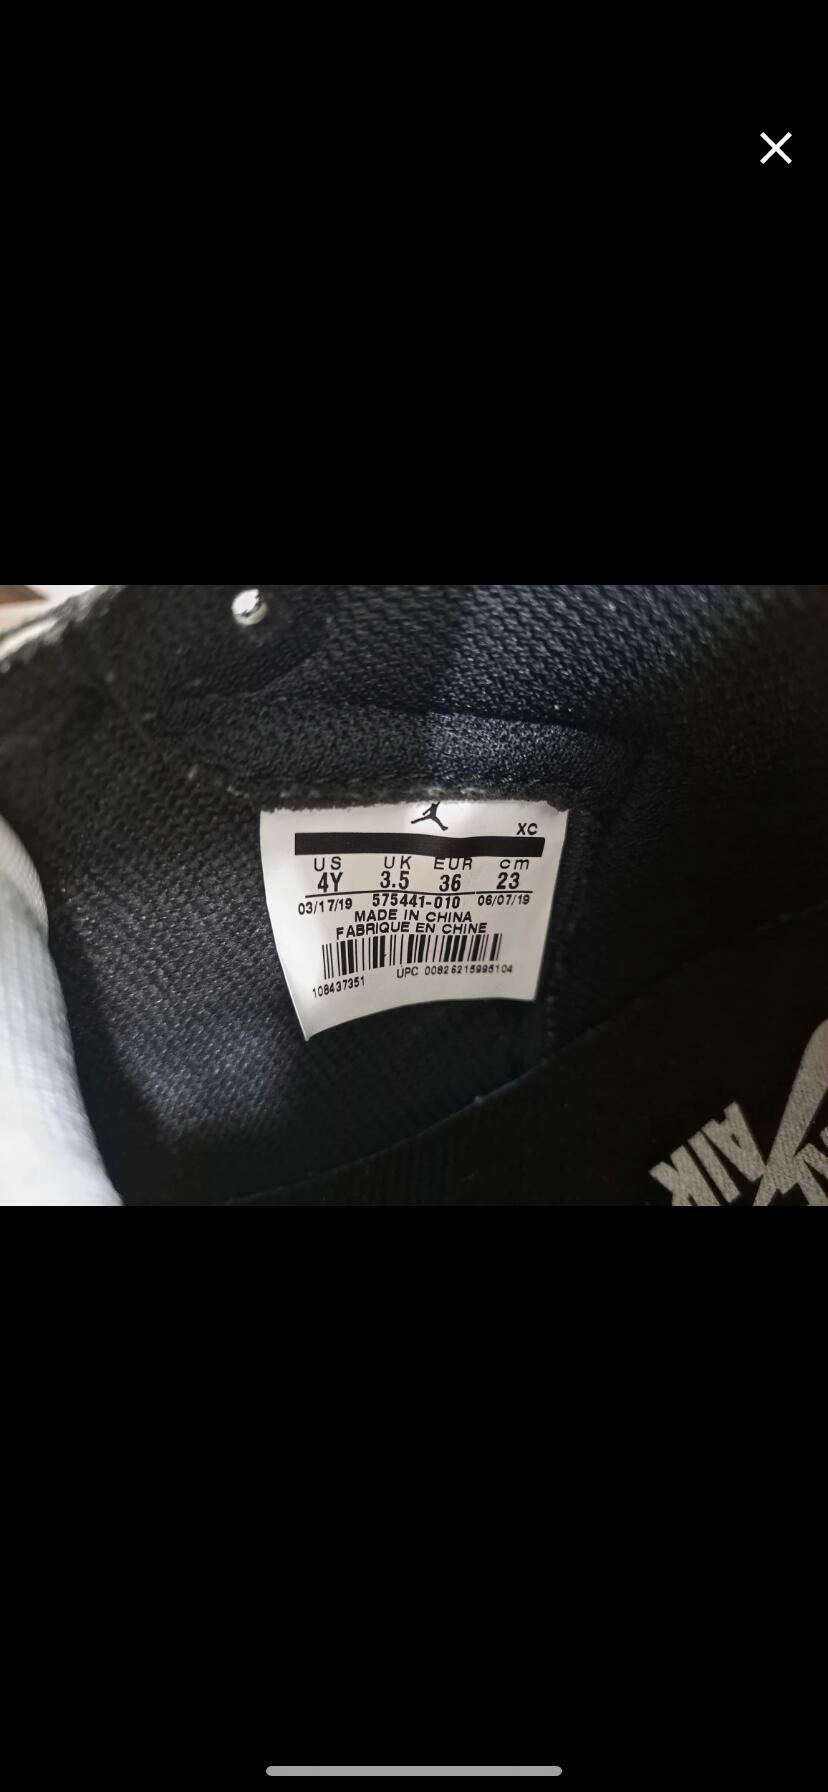 XC
US UK EUR cm
4Y 3.5 36 23
03/17/19 575441-010 06/07/19
MADE IN CHINA
FABRIQUE EN CHINE
108437351 UPC 00826215995104
AIR